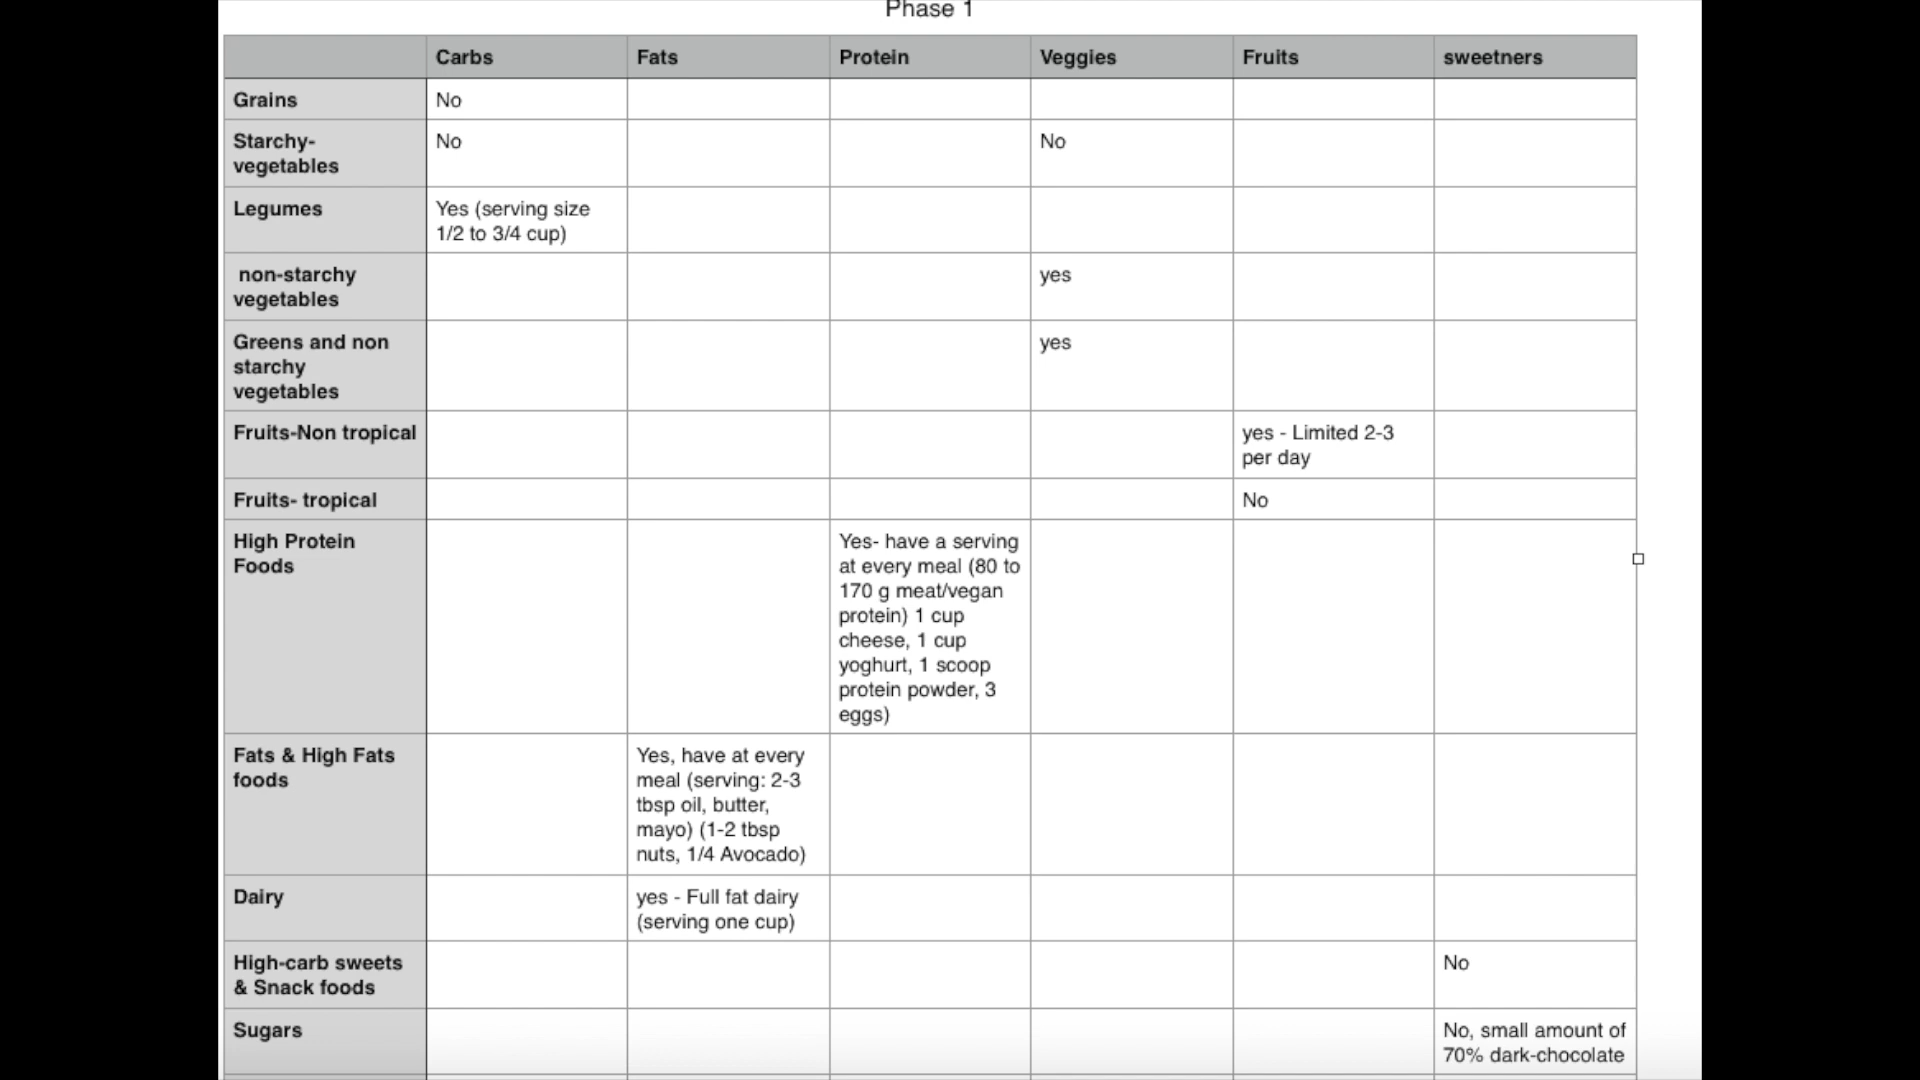 Phase 1
Carbs Fats Protein Veggies Fruits sweetners
Grains No
Starchy- No No
vegetables
Legumes Yes (serving size
1/2 to 3/4 cup)
non-starchy yes
vegetables
Greens and non yes
starchy
vegetables
Fruits-Non tropical yes - Limited 2-3
per day
Fruits- tropical No
High Protein Yes- have a serving
Foods at every meal (80 to
170 g meat/vegan
protein) 1 cup
cheese, 1 cup
yoghurt, 1 scoop
protein powder, 3
eggs)
Fats & High Fats Yes, have at every
foods meal (serving: 2-3
tbsp oil, butter,
mayo) (1-2 tbsp
nuts, 1/4 Avocado)
Dairy yes - Full fat dairy
(serving one cup)
High-carb sweets No
& Snack foods
Sugars No, small amount of
70% dark-chocolate